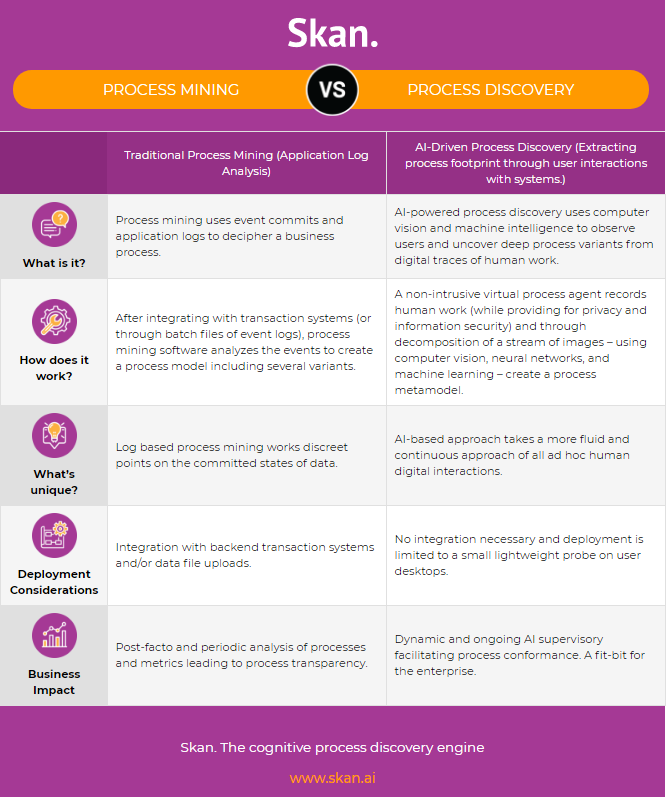 Skan.
PROCESS MINING
VS
PROCESS DISCOVERY
Traditional Process Mining (Application Log
Analysis)
AI-Driven Process Discovery (Extracting
process footprint through user interactions
with systems.)
What is it?
Process mining uses event commits and
application logs to decipher a business
process.
AI-powered process discovery uses computer
vision and machine intelligence to observe
users and uncover deep process variants from
digital traces of human work.
How does it
work?
After integrating with transaction systems (or
through batch files of event logs), process
mining software analyzes the events to create
a process model including several variants.
A non-intrusive virtual process agent records
human work (while providing for privacy and
information security) and through
decomposition of a stream of images – using
computer vision, neural networks, and
machine learning – create a process
metamodel.
What's
unique?
Log based process mining works discreet
points on the committed states of data.
AI-based approach takes a more fluid and
continuous approach of all ad hoc human
digital interactions.
Deployment
Considerations
Integration with backend transaction systems
and/or data file uploads.
No integration necessary and deployment is
limited to a small lightweight probe on user
desktops.
Business
Impact
Post-facto and periodic analysis of processes
and metrics leading to process transparency.
Dynamic and ongoing AI supervisory
facilitating process conformance. A fit-bit for
the enterprise.
Skan. The cognitive process discovery engine
www.skan.ai